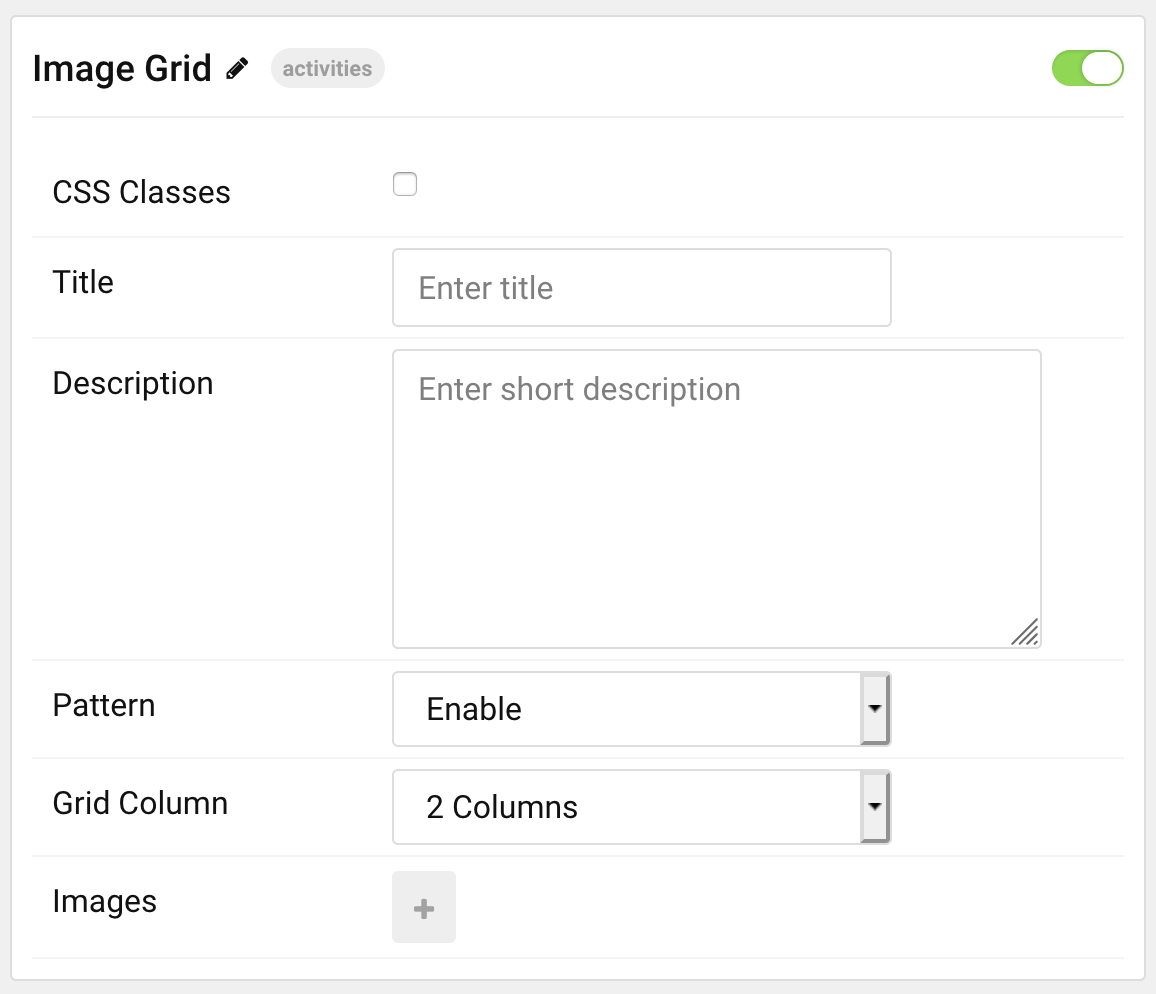 Image Grid activities
CSS Classes
Title Enter title
Description Enter short description
Pattern Enable
Grid Column 2 Columns
Images